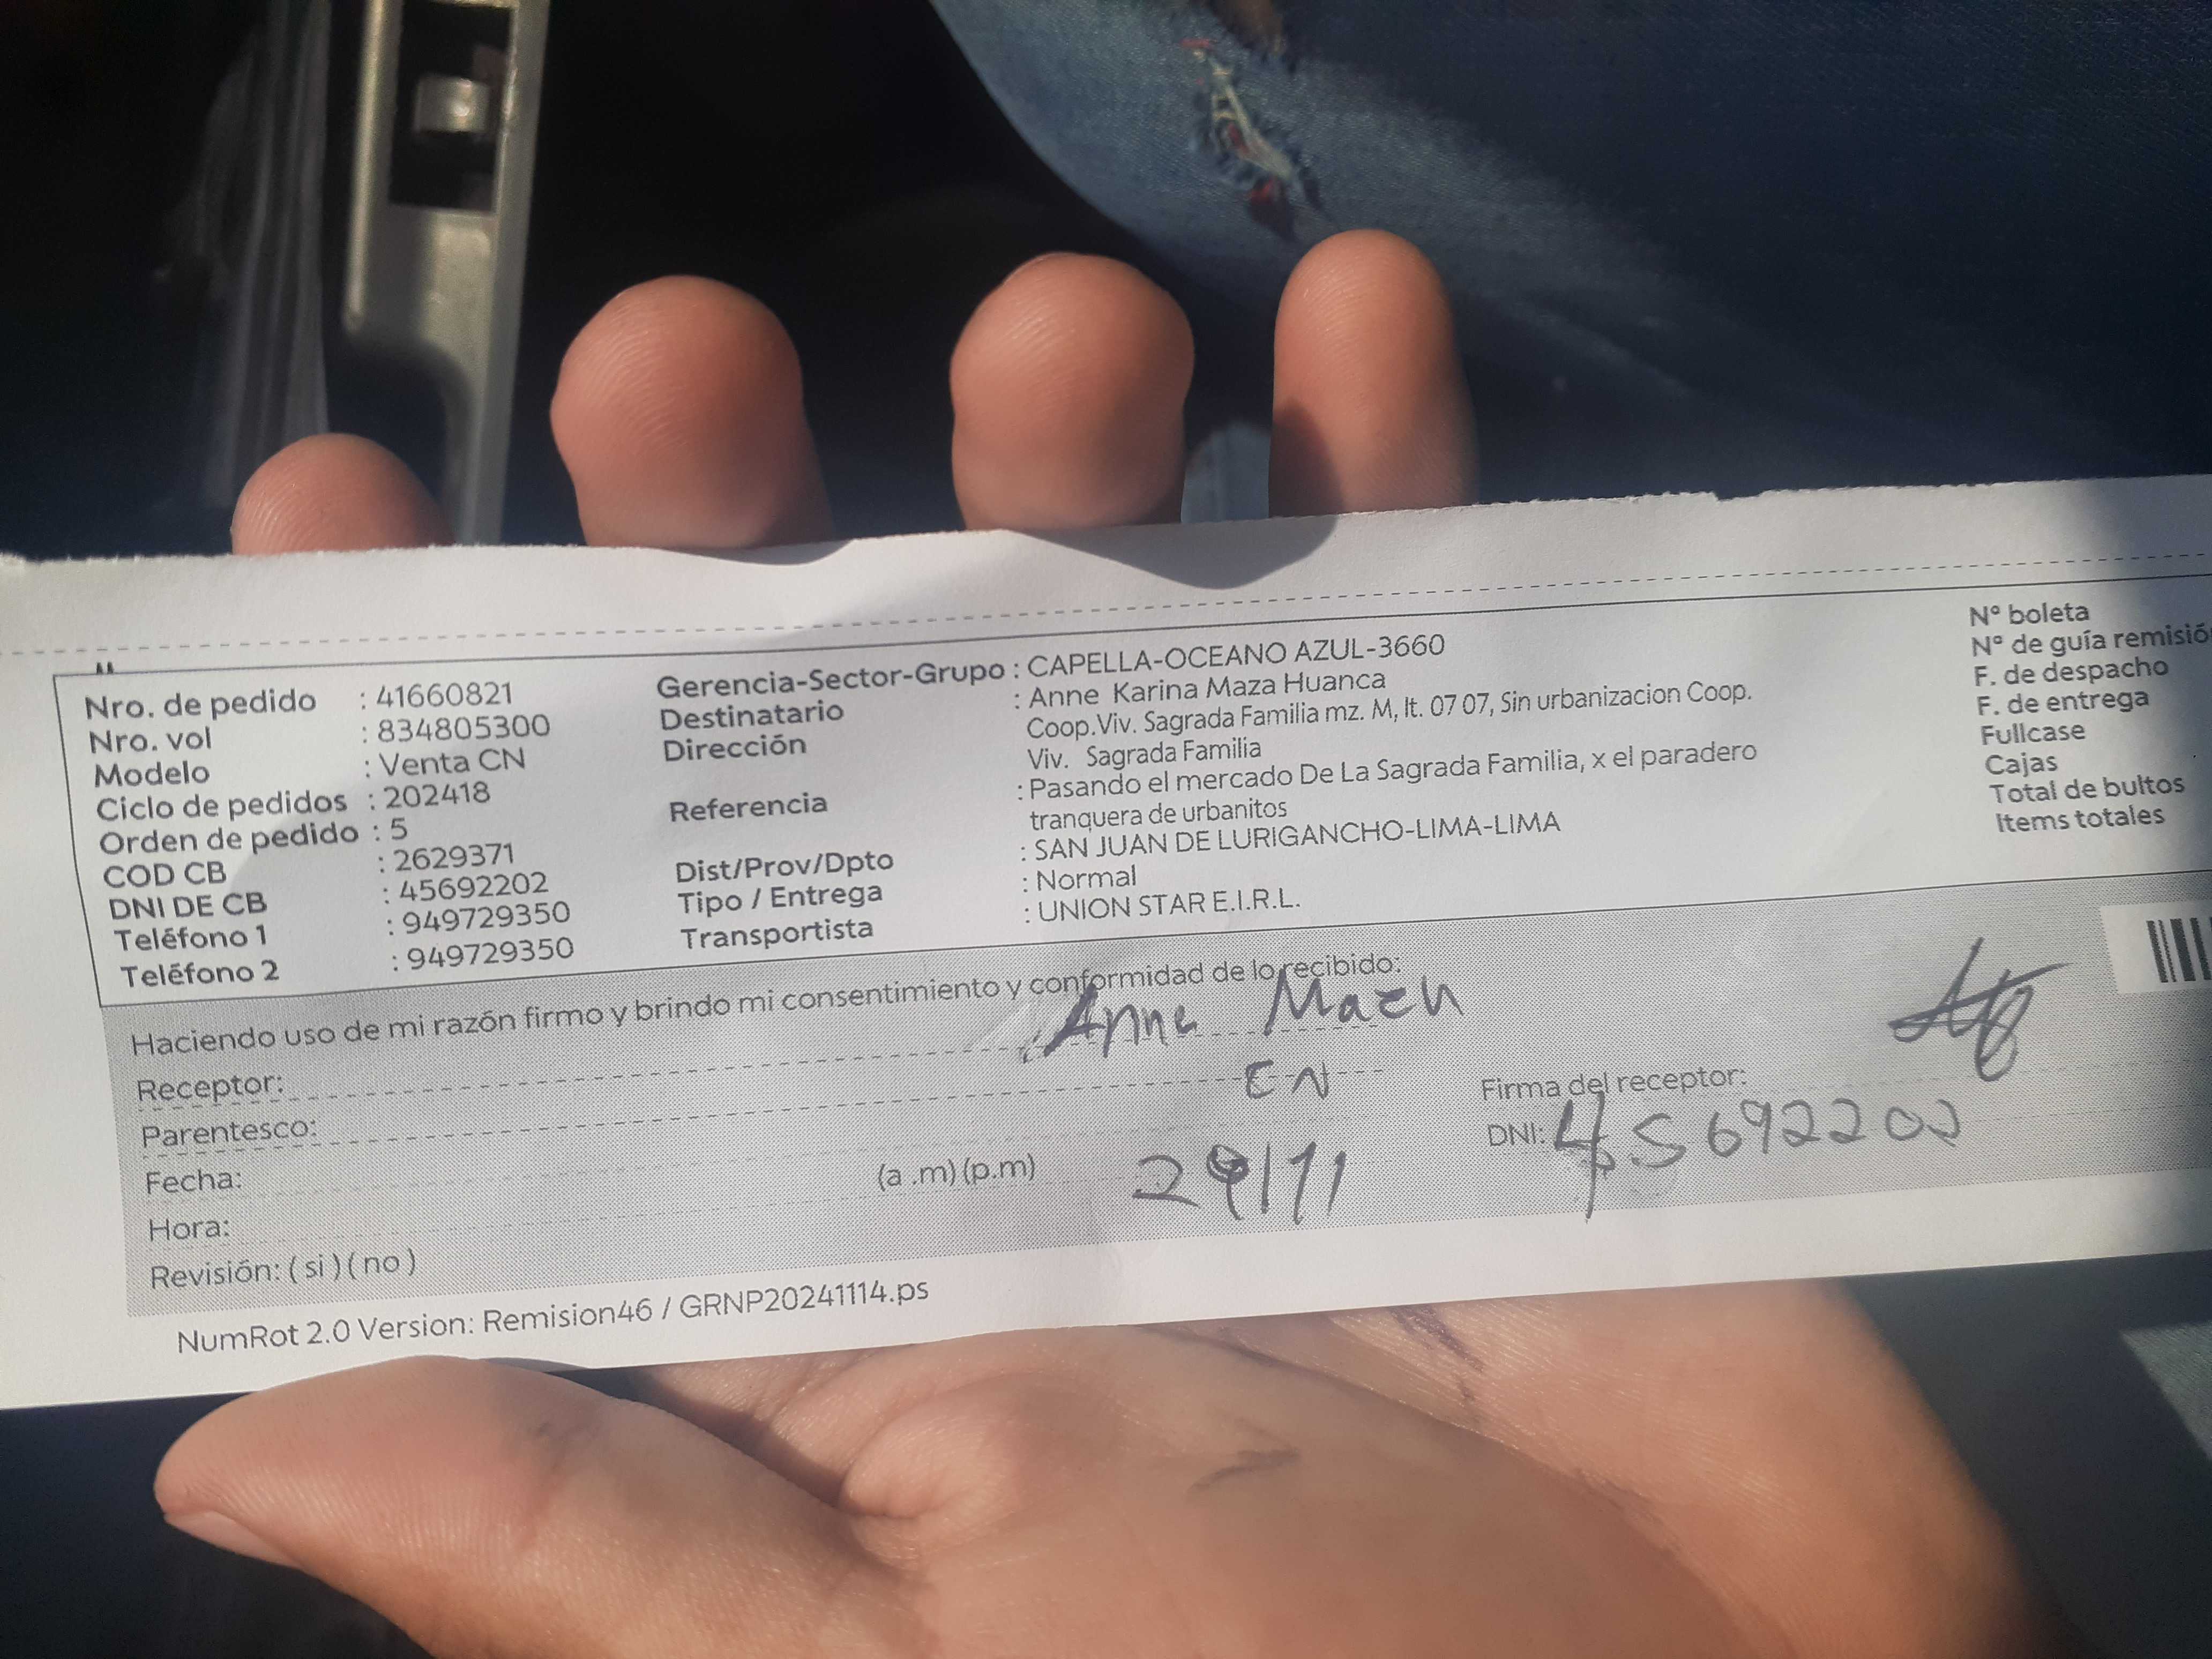 Nro. de pedido : 41660821
Nro. vol : 834805300
Modelo : Venta CN
Ciclo de pedidos : 202418
Orden de pedido : 5
COD CB : 2629371
DNI DE CB : 45692202
Teléfono 1 : 949729350
Teléfono 2 : 949729350
Gerencia-Sector-Grupo : CAPELLA-OCEANO AZUL-3660
Destinatario : Anne Karina Maza Huanca
Dirección Coop.Viv. Sagrada Familia mz. M, lt. 07 07, Sin urbanizacion Coop.
Viv. Sagrada Familia
Referencia : Pasando el mercado De La Sagrada Familia, x el paradero
tranquera de urbanitos
Dist/Prov/Dpto : SAN JUAN DE LURIGANCHO-LIMA-LIMA
Tipo / Entrega : Normal
Transportista : UNION STAR E.I.R.L.
N° boleta
N° de guía remisió
F. de despacho
F. de entrega
Fullcase
Cajas
Total de bultos
Items totales
Haciendo uso de mi razón firmo y brindo mi consentimiento y conformidad de lo recibido:
Receptor: Anne Maza
Parentesco: CN
Firma del receptor:
Fecha: 29/11
DNI: 45692202
Hora: (a .m) (p.m)
Revisión: ( si ) ( no )
NumRot 2.0 Version: Remision46 / GRNP20241114.ps